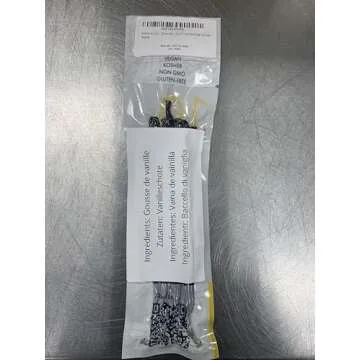 VEGAN
KOSHER
NON GMO
GLUTEN-FREE
Ingrédients: Gousse de vanille
Zutaten: Vanilleschote
Ingredientes: Vaina de vainilla
Ingredienti: Baccello di vaniglia